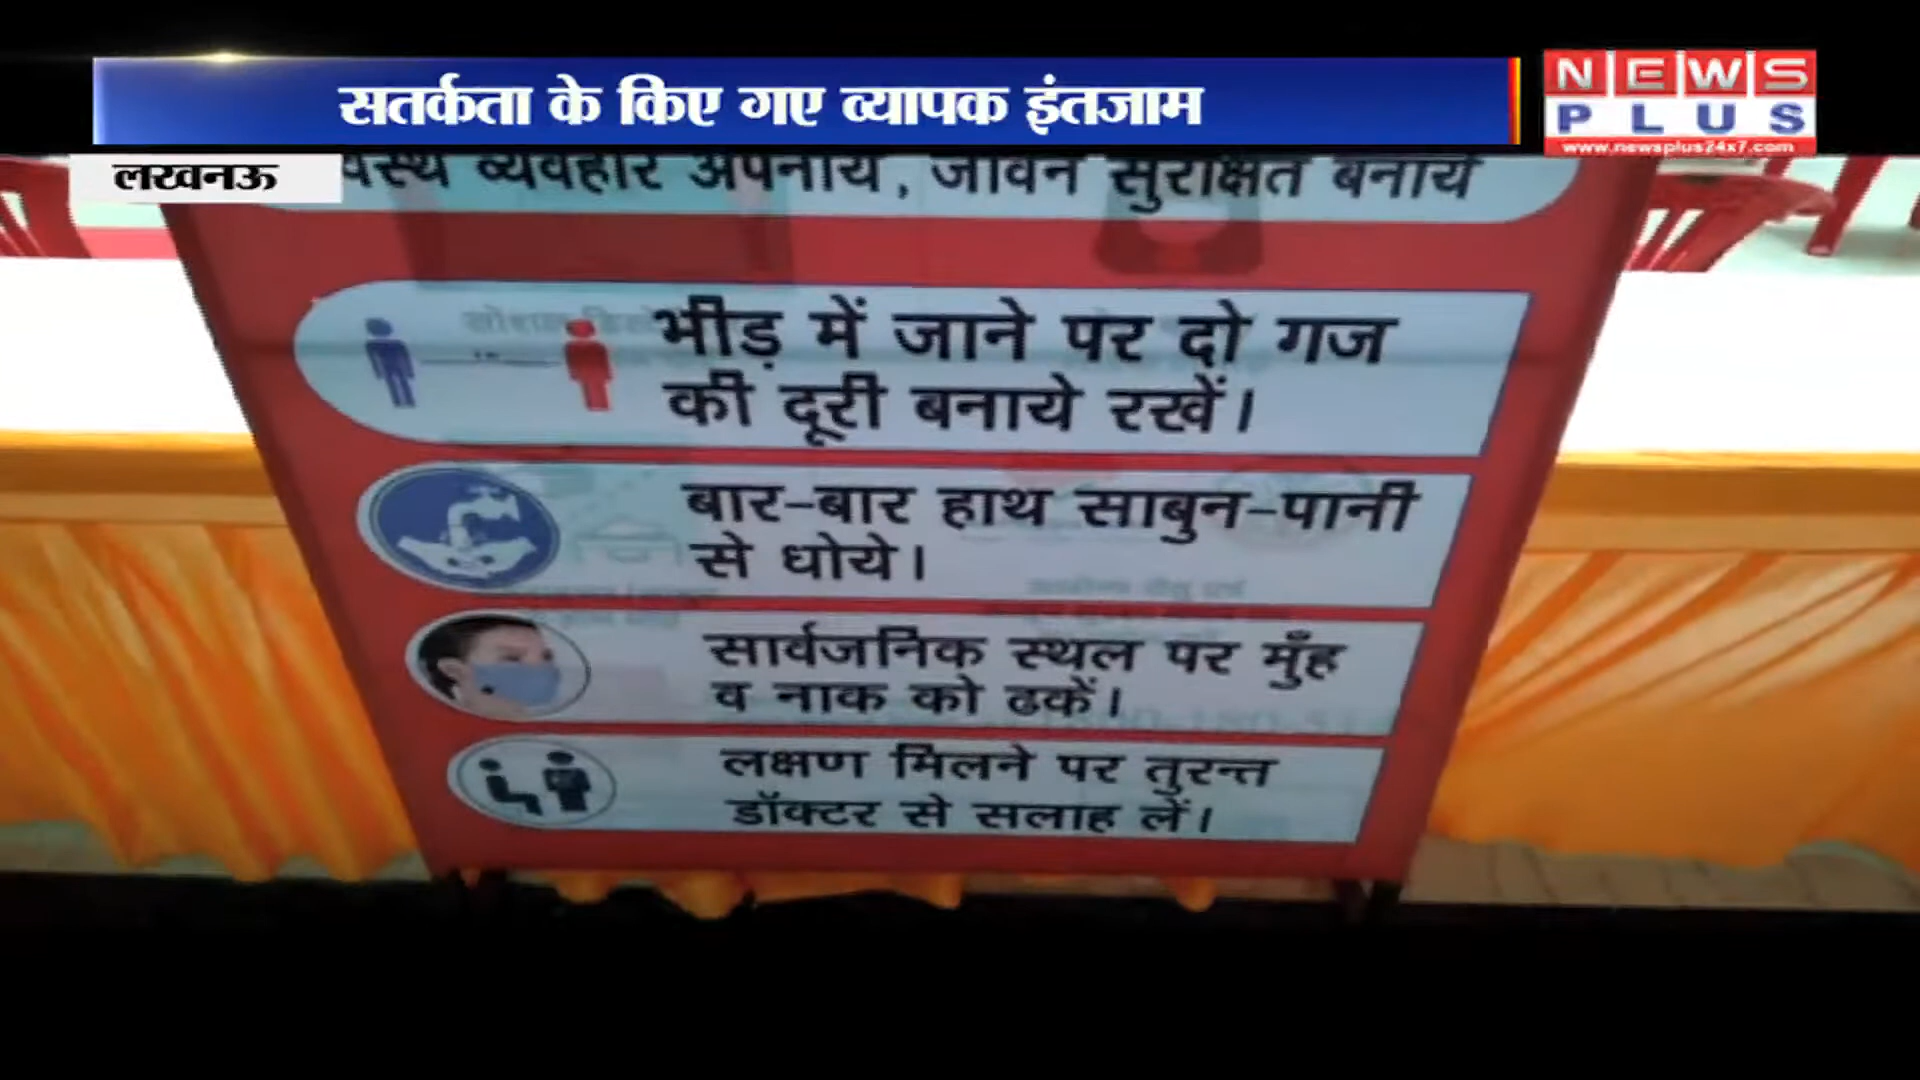 सतर्कता के किए गए व्यापक इंतजाम
NEWS
PLUS
www.newsplus24x7.com
लखनऊ
व्यवहार अपनायें, जीवन सुरक्षित बनायें
भीड़ में जाने पर दो गज
की दूरी बनाये रखें।
बार-बार हाथ साबुन-पानी
से धोये।
सार्वजनिक स्थल पर मुँह
व नाक को ढकें।
लक्षण मिलने पर तुरन्त
डॉक्टर से सलाह लें।